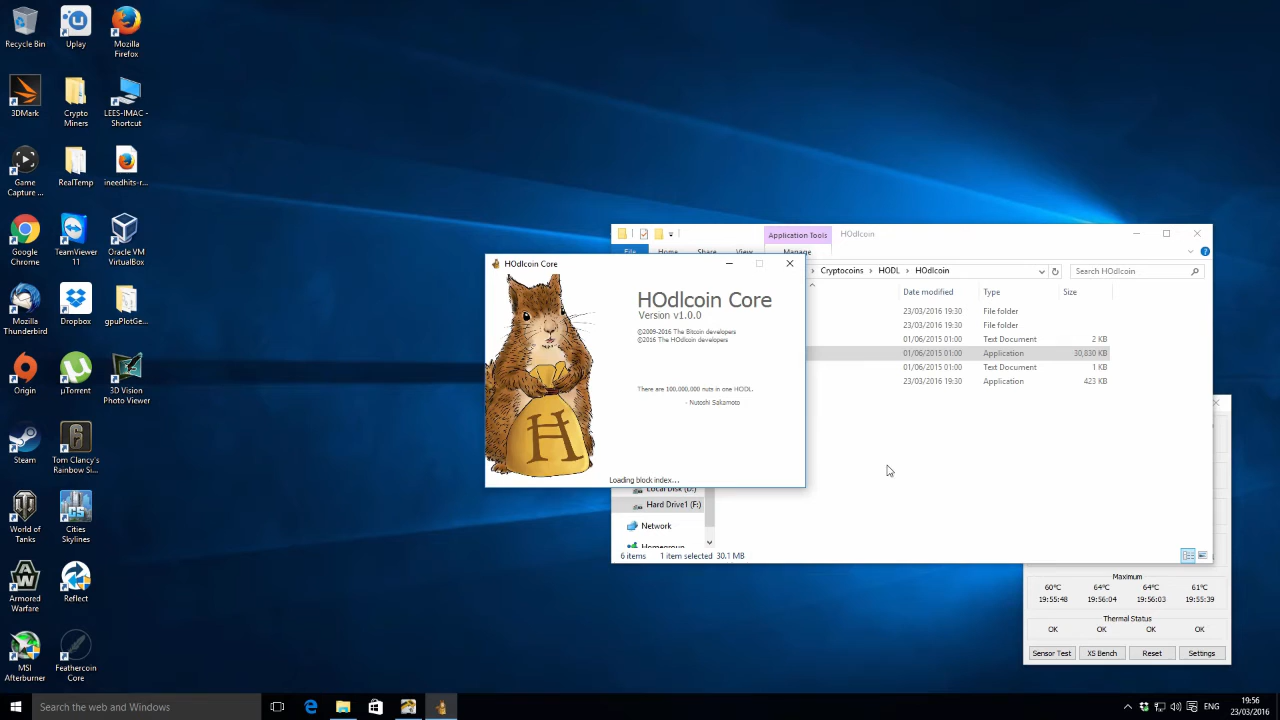 Recycle Bin
Uplay
Mozilla
Firefox
3DMark
Crypto
Miners
LEES-IMAC -
Shortcut
Game
Capture ...
RealTemp
ineedhits-r...
Google
Chrome
TeamViewer
11
Oracle VM
VirtualBox
Mozilla
Thunderbird
Dropbox
gpuPlotGe...
Origin
µTorrent
3D Vision
Photo Viewer
Steam
Tom Clancy's
Rainbow Si...
World of
Tanks
Cities
Skylines
Armored
Warfare
Reflect
MSI
Afterburner
Feathercoin
Core
Application Tools
HOdlcoin
File
Home
Share
View
Manage
Cryptocoins
HODL
HOdlcoin
Search HOdlcoin
Date modified
Type
Size
23/03/2016 19:30
File folder
23/03/2016 19:30
File folder
01/06/2015 01:00
Text Document
2 KB
01/06/2015 01:00
Application
30,830 KB
01/06/2015 01:00
Text Document
1 KB
23/03/2016 19:30
Application
423 KB
Local Disk (D:)
Hard Drive1 (F:)
Network
Homegroup
6 items
1 item selected 30.1 MB
HOdlcoin Core
HOdlcoin Core
Version v1.0.0
©2009-2016 The Bitcoin developers
©2016 The HOdlcoin developers
There are 100,000,000 nuts in one HODL.
- Nutoshi Sakamoto
H
Loading block index...
Maximum
60°C 64°C 64°C 61°C
19:55:48 19:56:04 19:56:03 19:55:39
Thermal Status
OK OK OK OK
Sensor Test
XS Bench
Reset
Settings
Search the web and Windows
ENG
19:56
23/03/2016